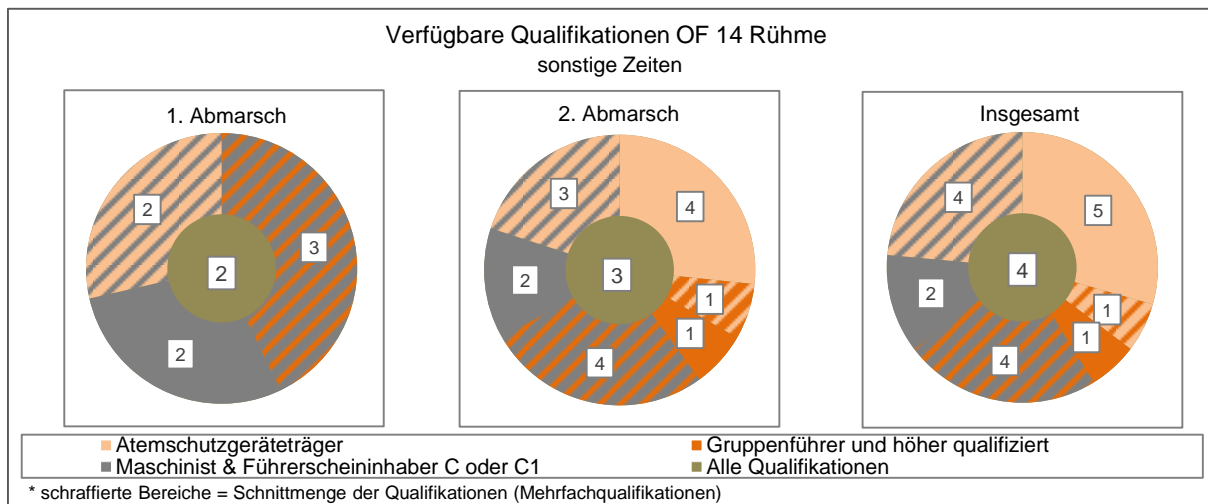 Verfügbare Qualifikationen OF 14 Rühme
sonstige Zeiten
1. Abmarsch
2
3
2
2
2. Abmarsch
3
4
2
3
1
1
4
Insgesamt
4
5
2
4
1
1
4
Atemschutzgeräteträger
Gruppenführer und höher qualifiziert
Maschinist & Führerscheininhaber C oder C1
Alle Qualifikationen
* schraffierte Bereiche = Schnittmenge der Qualifikationen (Mehrfachqualifikationen)